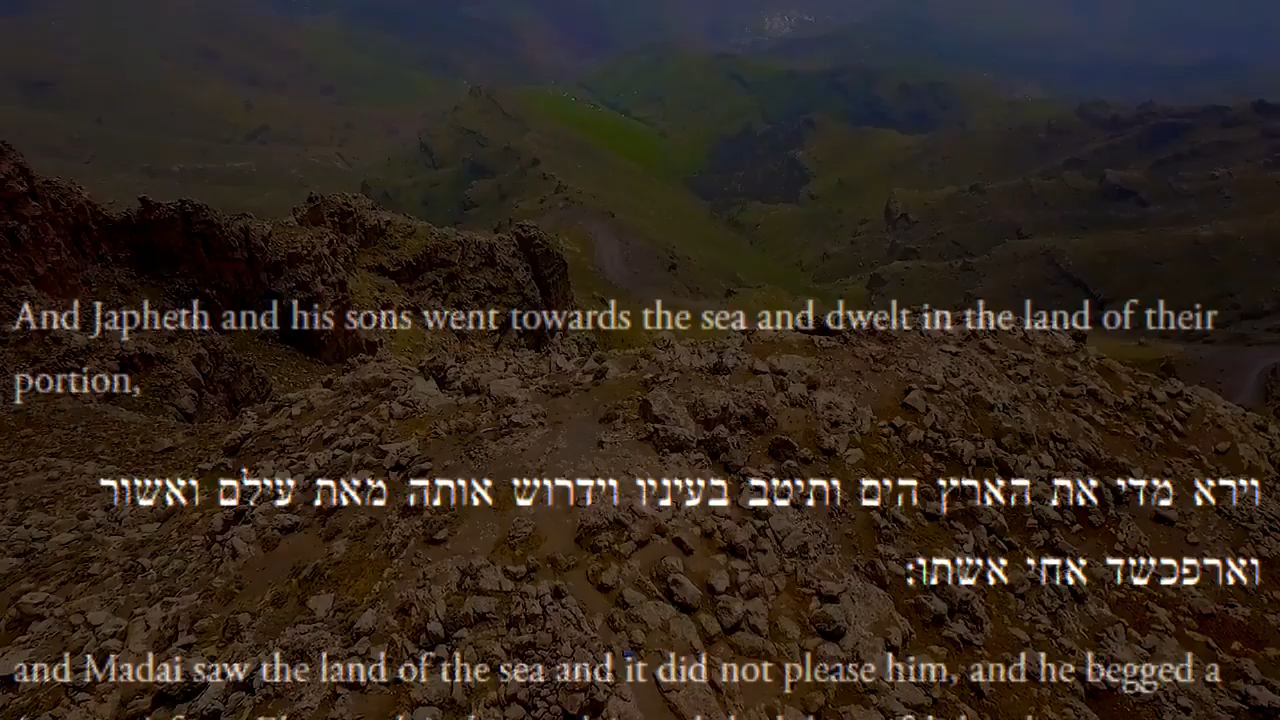 And Japheth and his sons went towards the sea and dwelt in the land of their
portion,
וירא מדי את הארץ הים ותיטב בעיניו וידרוש אותה מאת עילם ואשור
וארפכשד אחי אשתו:
and Madai saw the land of the sea and it did not please him, and he begged a